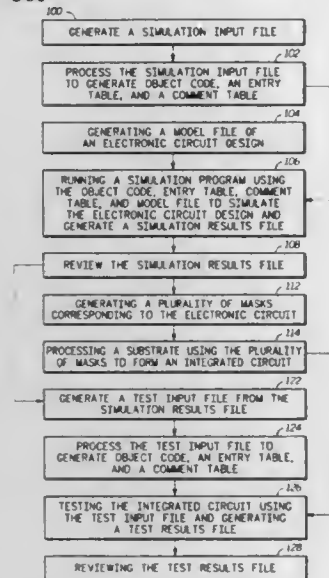 100
GENERATE A SIMULATION INPUT FILE
102
PROCESS THE SIMULATION INPUT FILE
TO GENERATE OBJECT CODE, AN ENTRY
TABLE, AND A COMMENT TABLE
104
GENERATING A MODEL FILE OF
AN ELECTRONIC CIRCUIT DESIGN
106
RUNNING A SIMULATION PROGRAM USING
THE OBJECT CODE, ENTRY TABLE, COMMENT
TABLE, AND MODEL FILE TO SIMULATE
THE ELECTRONIC CIRCUIT DESIGN AND
GENERATE A SIMULATION RESULTS FILE
108
REVIEW THE SIMULATION RESULTS FILE
112
GENERATING A PLURALITY OF MASKS
CORRESPONDING TO THE ELECTRONIC CIRCUIT
114
PROCESSING A SUBSTRATE USING THE PLURALITY
OF MASKS TO FORM AN INTEGRATED CIRCUIT
122
GENERATE A TEST INPUT FILE FROM THE
SIMULATION RESULTS FILE
124
PROCESS THE TEST INPUT FILE TO
GENERATE OBJECT CODE, AN ENTRY TABLE,
AND A COMMENT TABLE
126
TESTING THE INTEGRATED CIRCUIT USING
THE TEST INPUT FILE AND GENERATING
A TEST RESULTS FILE
128
REVIEWING THE TEST RESULTS FILE